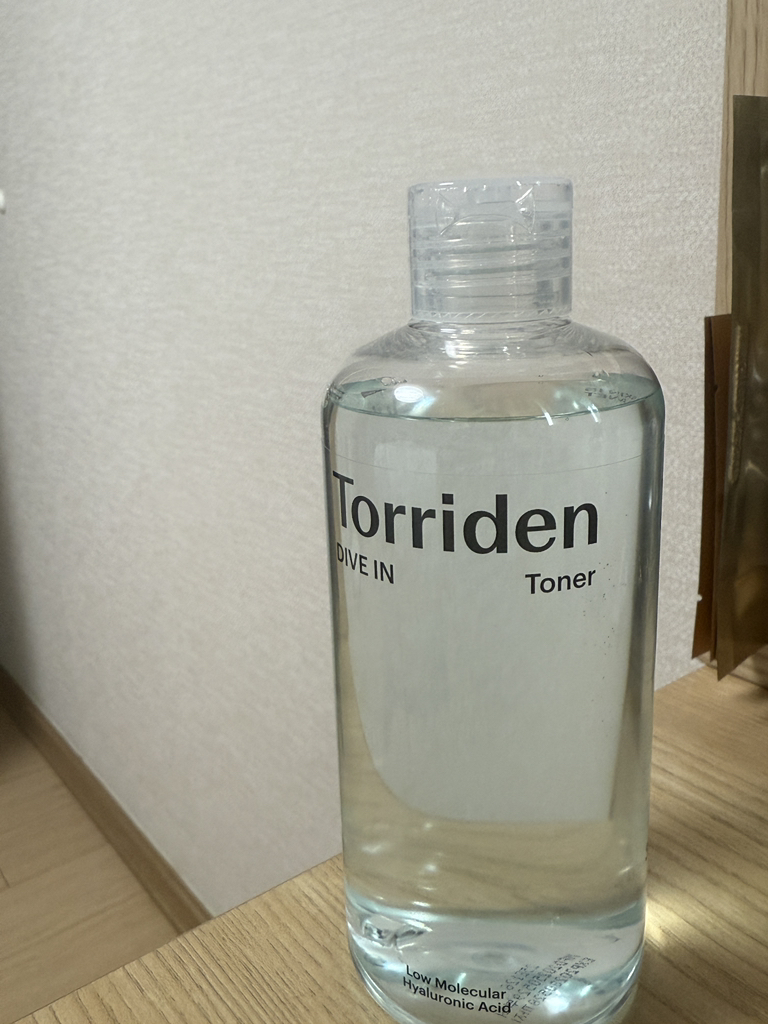 Torriden
DIVE IN
Toner
Low Molecular
Hyaluronic Acid